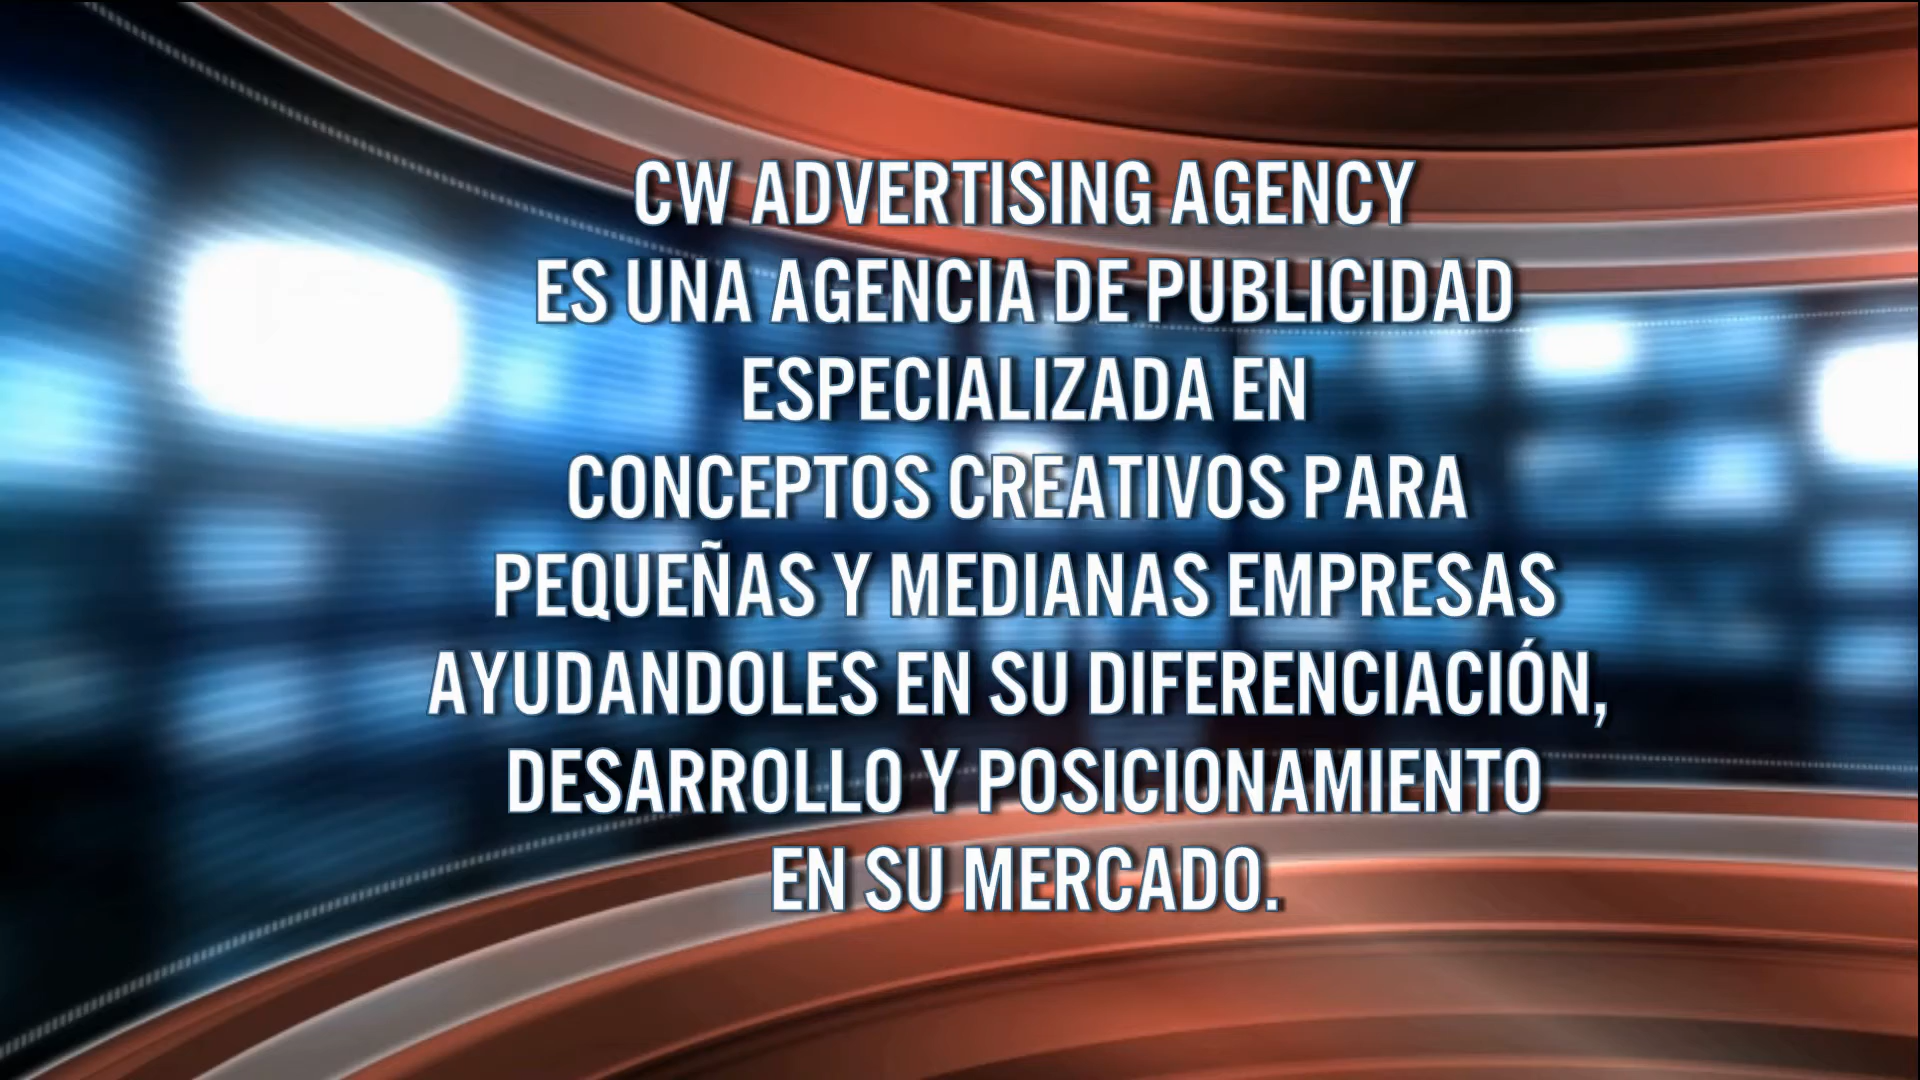 CW ADVERTISING AGENCY
ES UNA AGENCIA DE PUBLICIDAD
ESPECIALIZADA EN
CONCEPTOS CREATIVOS PARA
PEQUEÑAS Y MEDIANAS EMPRESAS
AYUDANDOLES EN SU DIFERENCIACIÓN,
DESARROLLO Y POSICIONAMIENTO
EN SU MERCADO.